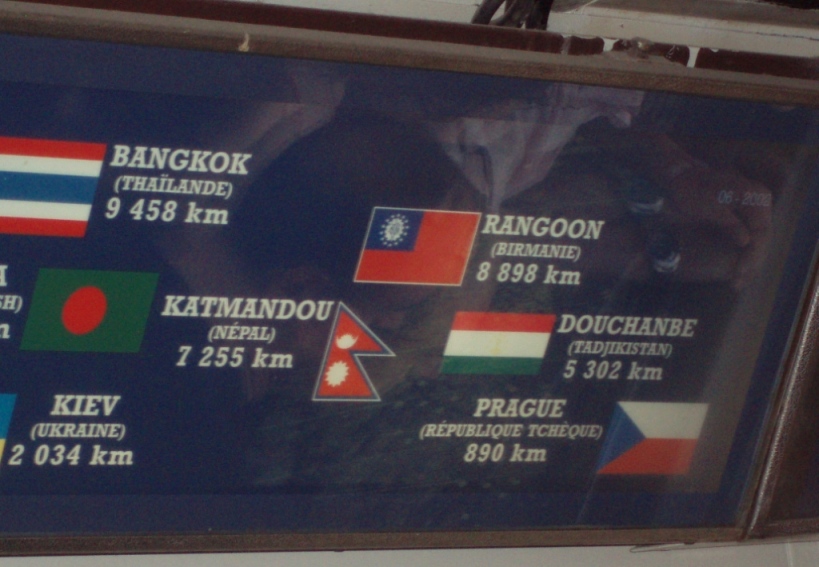 BANGKOK
(THAÏLANDE)
9 458 km
RANGOON
(BIRMANIE)
8 898 km
A
SH)
KATMANDOU
(NÉPAL)
7 255 km
DOUCHANBE
(TADJIKISTAN)
5 302 km
KIEV
(UKRAINE)
2 034 km
PRAGUE
(RÉPUBLIQUE TCHÈQUE)
890 km